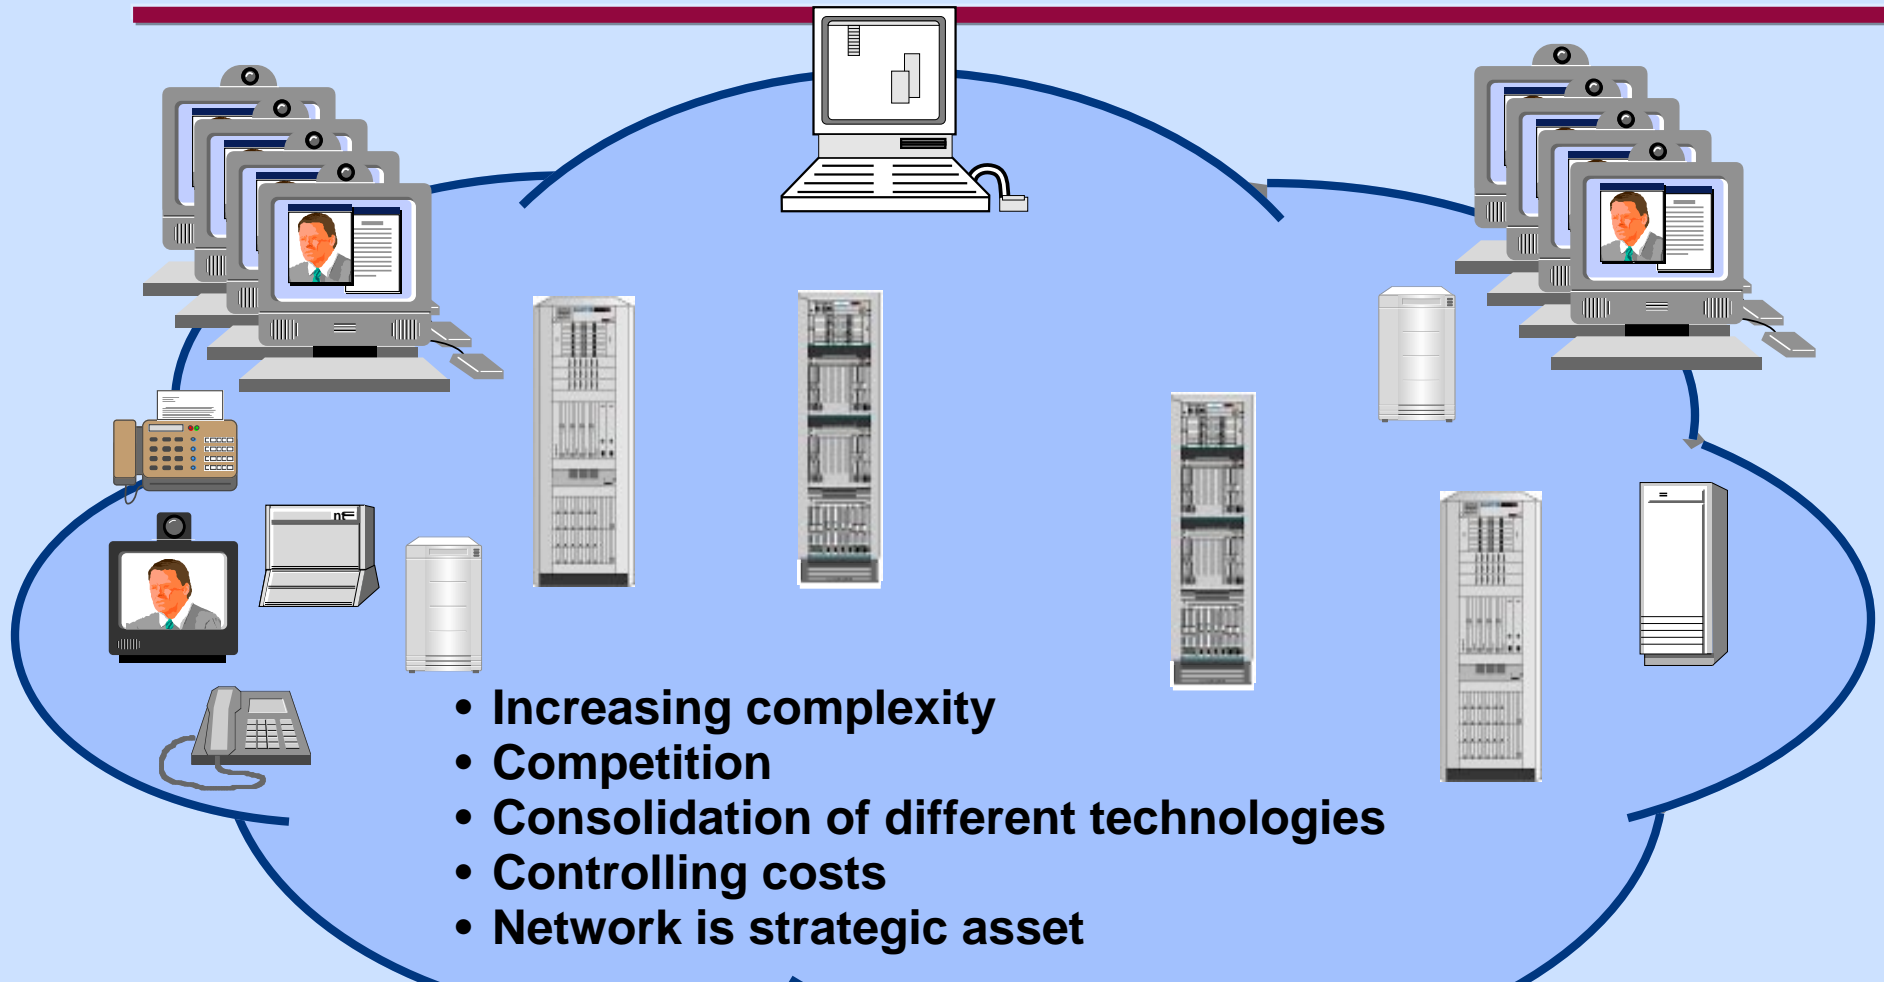 • Increasing complexity
• Competition
• Consolidation of different technologies
• Controlling costs
• Network is strategic asset